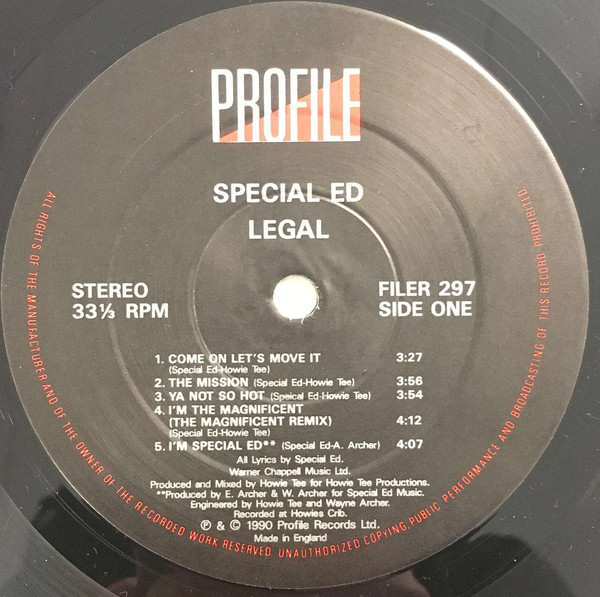 PROFILE
SPECIAL ED
LEGAL
STEREO
33⅓ RPM
FILER 297
SIDE ONE
1. COME ON LET'S MOVE IT 3:27
(Special Ed-Howie Tee)
2. THE MISSION (Special Ed-Howie Tee) 3:56
3. YA NOT SO HOT (Speical Ed-Howie Tee) 3:54
4. I'M THE MAGNIFICENT
(THE MAGNIFICENT REMIX) 4:12
(Special Ed-Howie Tee)
5. I'M SPECIAL ED** (Special Ed-A. Archer) 4:07
All Lyrics by Special Ed.
Warner Chappell Music Ltd.
Produced and Mixed by Howie Tee for Howie Tee Productions.
**Produced by E. Archer & W. Archer for Special Ed Music.
Engineered by Howie Tee and Wayne Archer.
Recorded at Howies Crib.
℗ & © 1990 Profile Records Ltd.
Made in England
ALL RIGHTS OF THE MANUFACTURER AND OF THE OWNER OF THE RECORDED WORK RESERVED UNAUTHORIZED COPYING, PUBLIC PERFORMANCE AND BROADCASTING OF THIS RECORD PROHIBITED